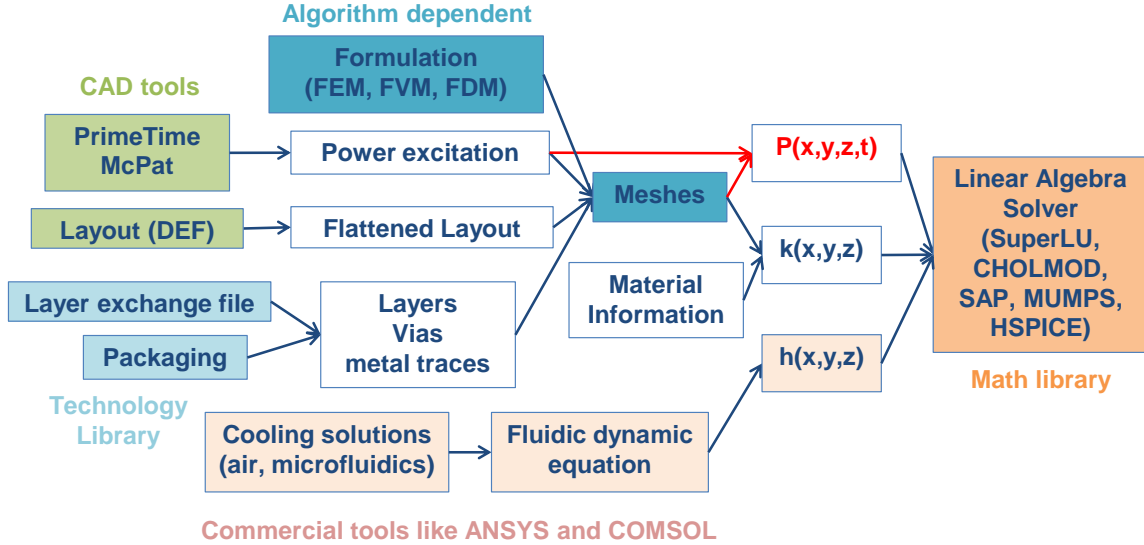 Algorithm dependent
Formulation
(FEM, FVM, FDM)
CAD tools
PrimeTime
McPat
Power excitation
P(x,y,z,t)
Linear Algebra
Solver
(SuperLU,
CHOLMOD,
SAP, MUMPS,
HSPICE)
Meshes
Layout (DEF)
Flattened Layout
k(x,y,z)
Material
Information
Layer exchange file
Layers
Vias
metal traces
Packaging
h(x,y,z)
Math library
Technology
Library
Cooling solutions
(air, microfluidics)
Fluidic dynamic
equation
Commercial tools like ANSYS and COMSOL